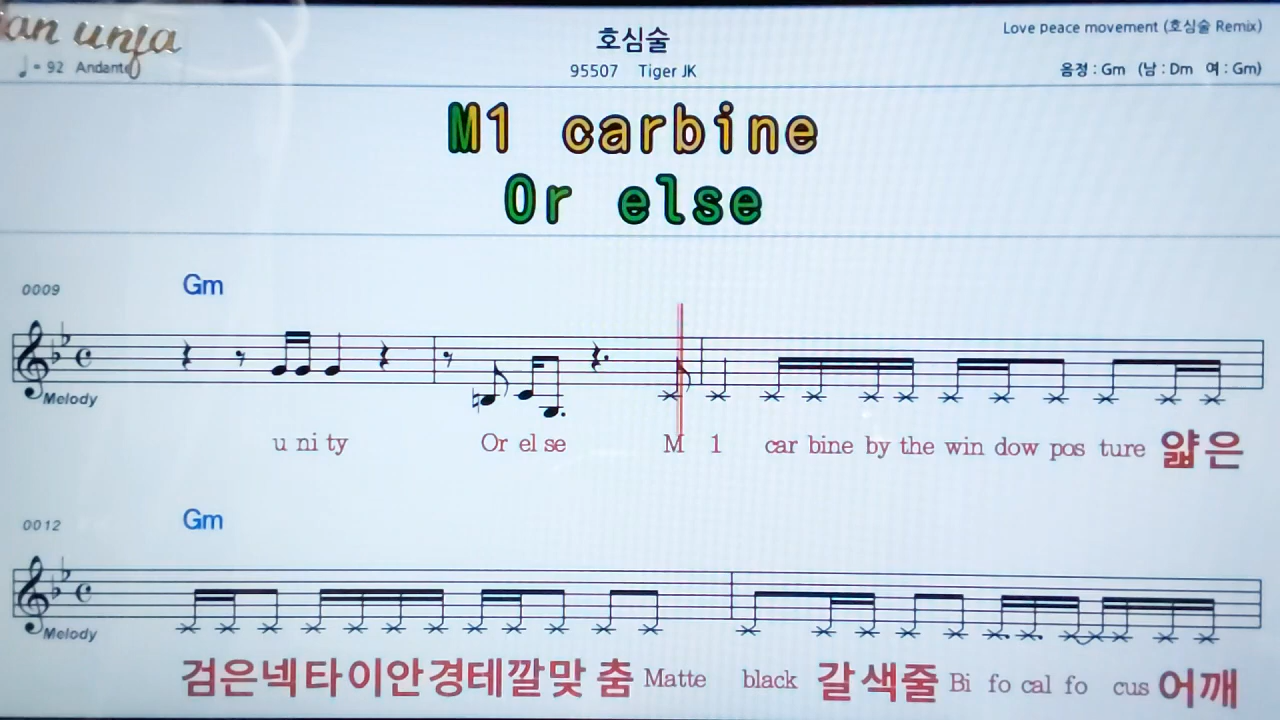 an unja
호심술
Love peace movement (호심술 Remix)
♩= 92 Andante
95507 Tiger JK
음정 : Gm (남 : Dm 여 : Gm)
M1 carbine
Or else
0009
Gm
Melody
u ni ty Or el se M 1 car bine by the win dow pos ture 얇은
0012
Gm
Melody
검은넥타이안경테깔맞 춤 Matte black 갈색줄 Bi fo cal fo cus 어깨